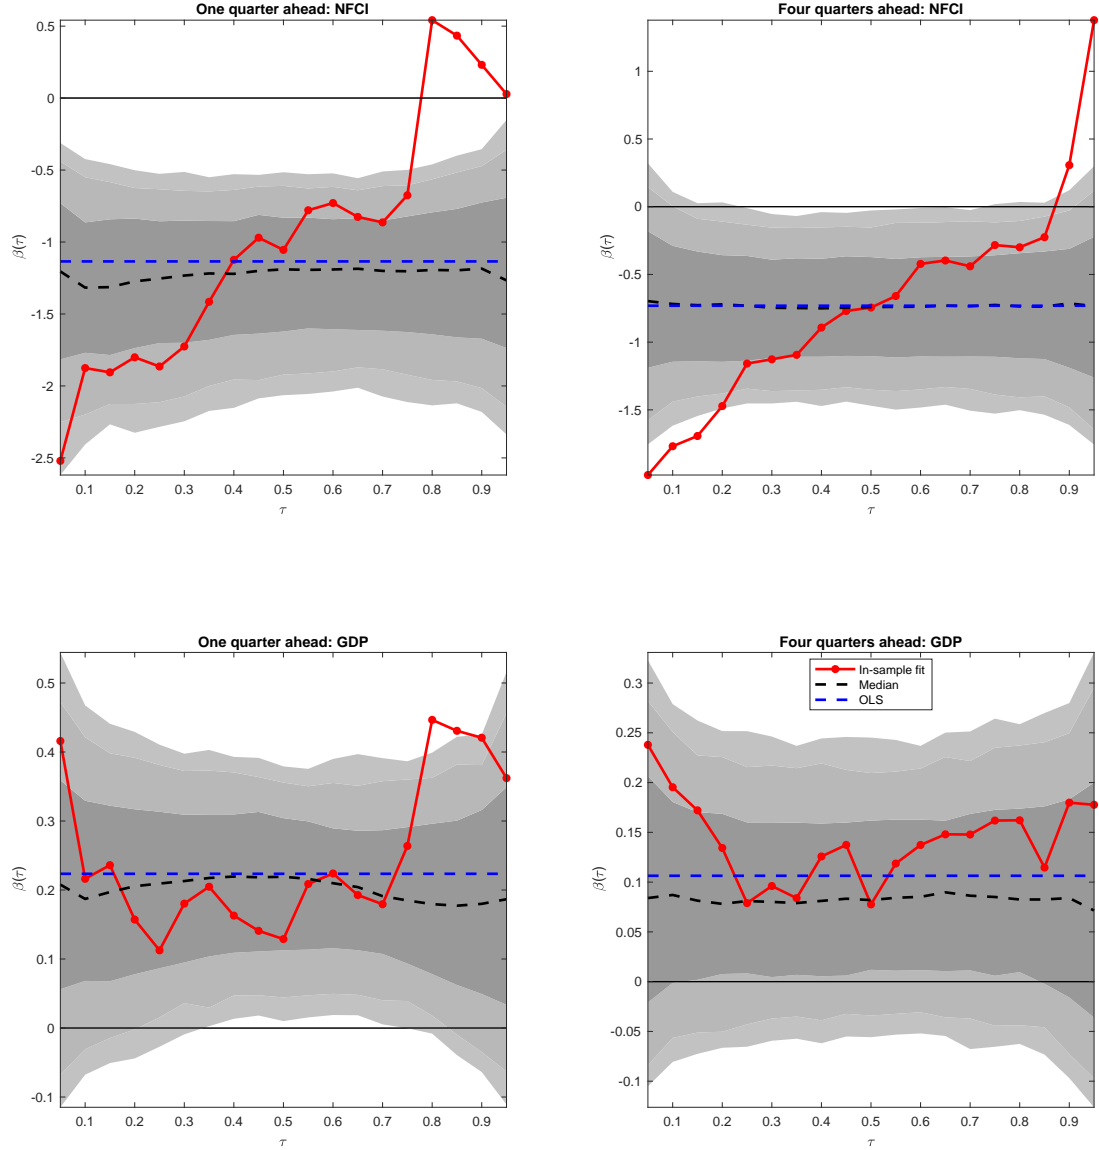 One quarter ahead: NFCI
0.5
0
-0.5
-1
-1.5
-2
-2.5
β(τ)
0.1 0.2 0.3 0.4 0.5 0.6 0.7 0.8 0.9
τ
Four quarters ahead: NFCI
1
0.5
0
-0.5
-1
-1.5
β(τ)
0.1 0.2 0.3 0.4 0.5 0.6 0.7 0.8 0.9
τ
One quarter ahead: GDP
0.5
0.4
0.3
0.2
0.1
0
-0.1
β(τ)
0.1 0.2 0.3 0.4 0.5 0.6 0.7 0.8 0.9
τ
Four quarters ahead: GDP
In-sample fit
Median
OLS
0.3
0.25
0.2
0.15
0.1
0.05
0
-0.05
-0.1
β(τ)
0.1 0.2 0.3 0.4 0.5 0.6 0.7 0.8 0.9
τ